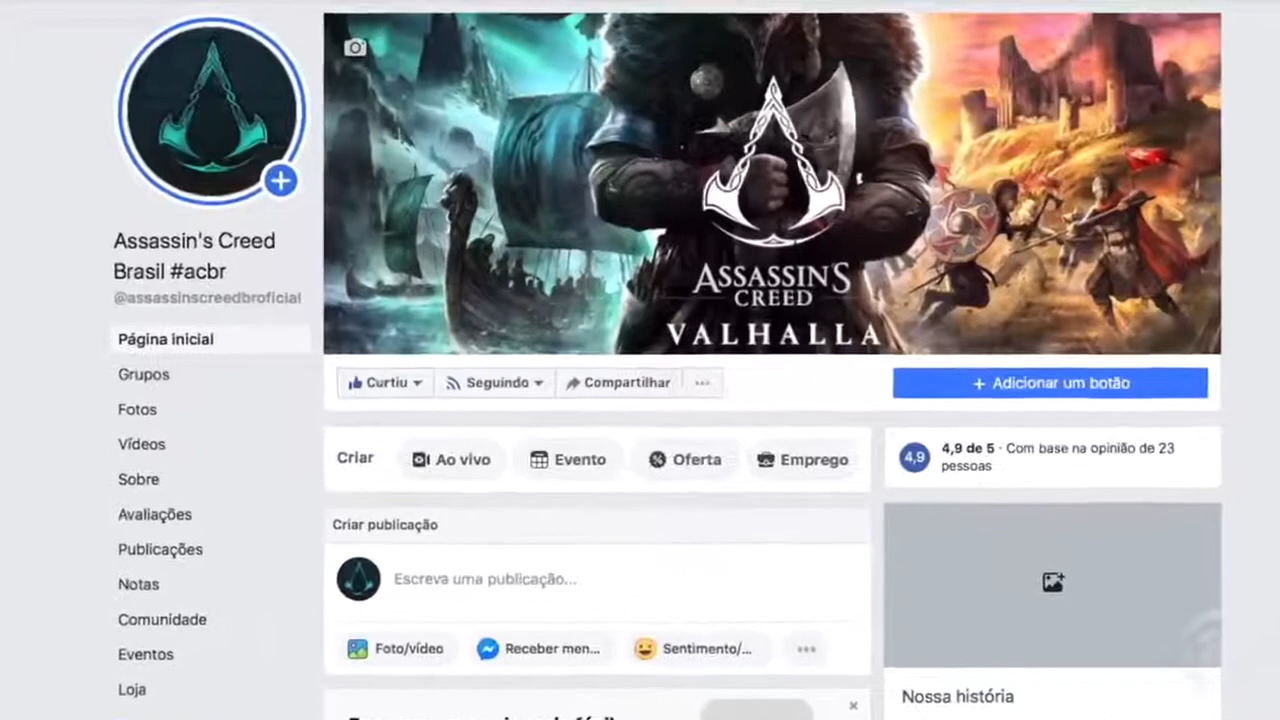 Assassin's Creed
Brasil #acbr
@assassinscreedbroficial
Página inicial
Grupos
Fotos
Vídeos
Sobre
Avaliações
Publicações
Notas
Comunidade
Eventos
Loja
ASSASSIN'S
CREED
VALHALLA
Curtiu
Seguindo
Compartilhar
+ Adicionar um botão
Criar
Ao vivo
Evento
Oferta
Emprego
4,9
4,9 de 5 · Com base na opinião de 23
pessoas
Criar publicação
Escreva uma publicação...
Foto/vídeo
Receber men...
Sentimento/...
Nossa história